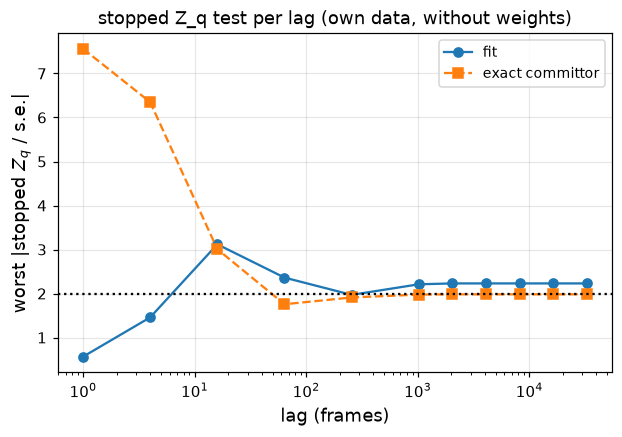 stopped Z_q test per lag (own data, without weights)
fit
exact committor
worst |stopped Z_q / s.e.|
7
6
5
4
3
2
1
10^0
10^1
10^2
10^3
10^4
lag (frames)